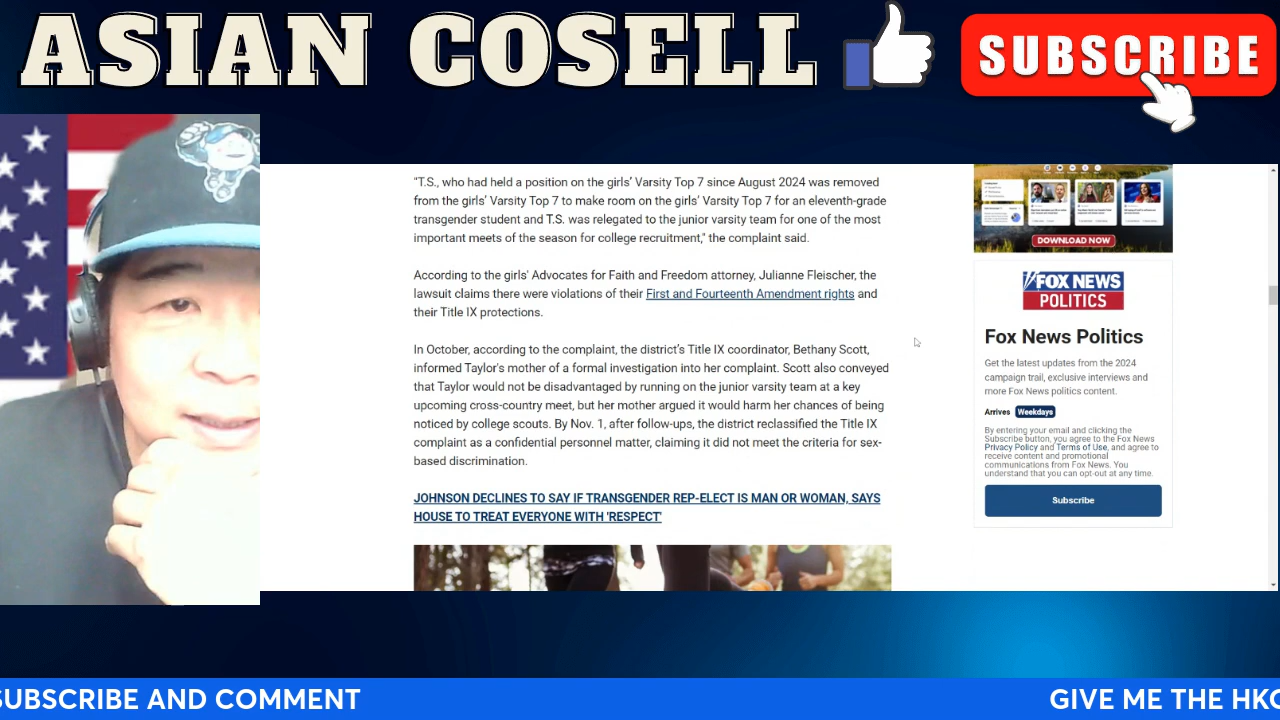 ASIAN COSELL
SUBSCRIBE
"T.S., who had held a position on the girls' Varsity Top 7 since August 2024 was removed
from the girls' Varsity Top 7 to make room on the girls' Varsity Top 7 for an eleventh-grade
transgender student and T.S. was relegated to the junior varsity team for one of the most
important meets of the season for college recruitment," the complaint said.
According to the girls' Advocates for Faith and Freedom attorney, Julianne Fleischer, the
lawsuit claims there were violations of their First and Fourteenth Amendment rights and
their Title IX protections.
In October, according to the complaint, the district's Title IX coordinator, Bethany Scott,
informed Taylor's mother of a formal investigation into her complaint. Scott also conveyed
that Taylor would not be disadvantaged by running on the junior varsity team at a key
upcoming cross-country meet, but her mother argued it would harm her chances of being
noticed by college scouts. By Nov. 1, after follow-ups, the district reclassified the Title IX
complaint as a confidential personnel matter, claiming it did not meet the criteria for sex-
based discrimination.
JOHNSON DECLINES TO SAY IF TRANSGENDER REP-ELECT IS MAN OR WOMAN, SAYS
HOUSE TO TREAT EVERYONE WITH 'RESPECT'
DOWNLOAD NOW
FOX NEWS
POLITICS
Fox News Politics
Get the latest updates from the 2024
campaign trail, exclusive interviews and
more Fox News politics content.
Arrives Weekdays
By entering your email and clicking the
Subscribe button, you agree to the Fox News
Privacy Policy and Terms of Use, and agree to
receive content and promotional
communications from Fox News. You
understand that you can opt-out at any time.
Subscribe
SUBSCRIBE AND COMMENT
GIVE ME THE HKC